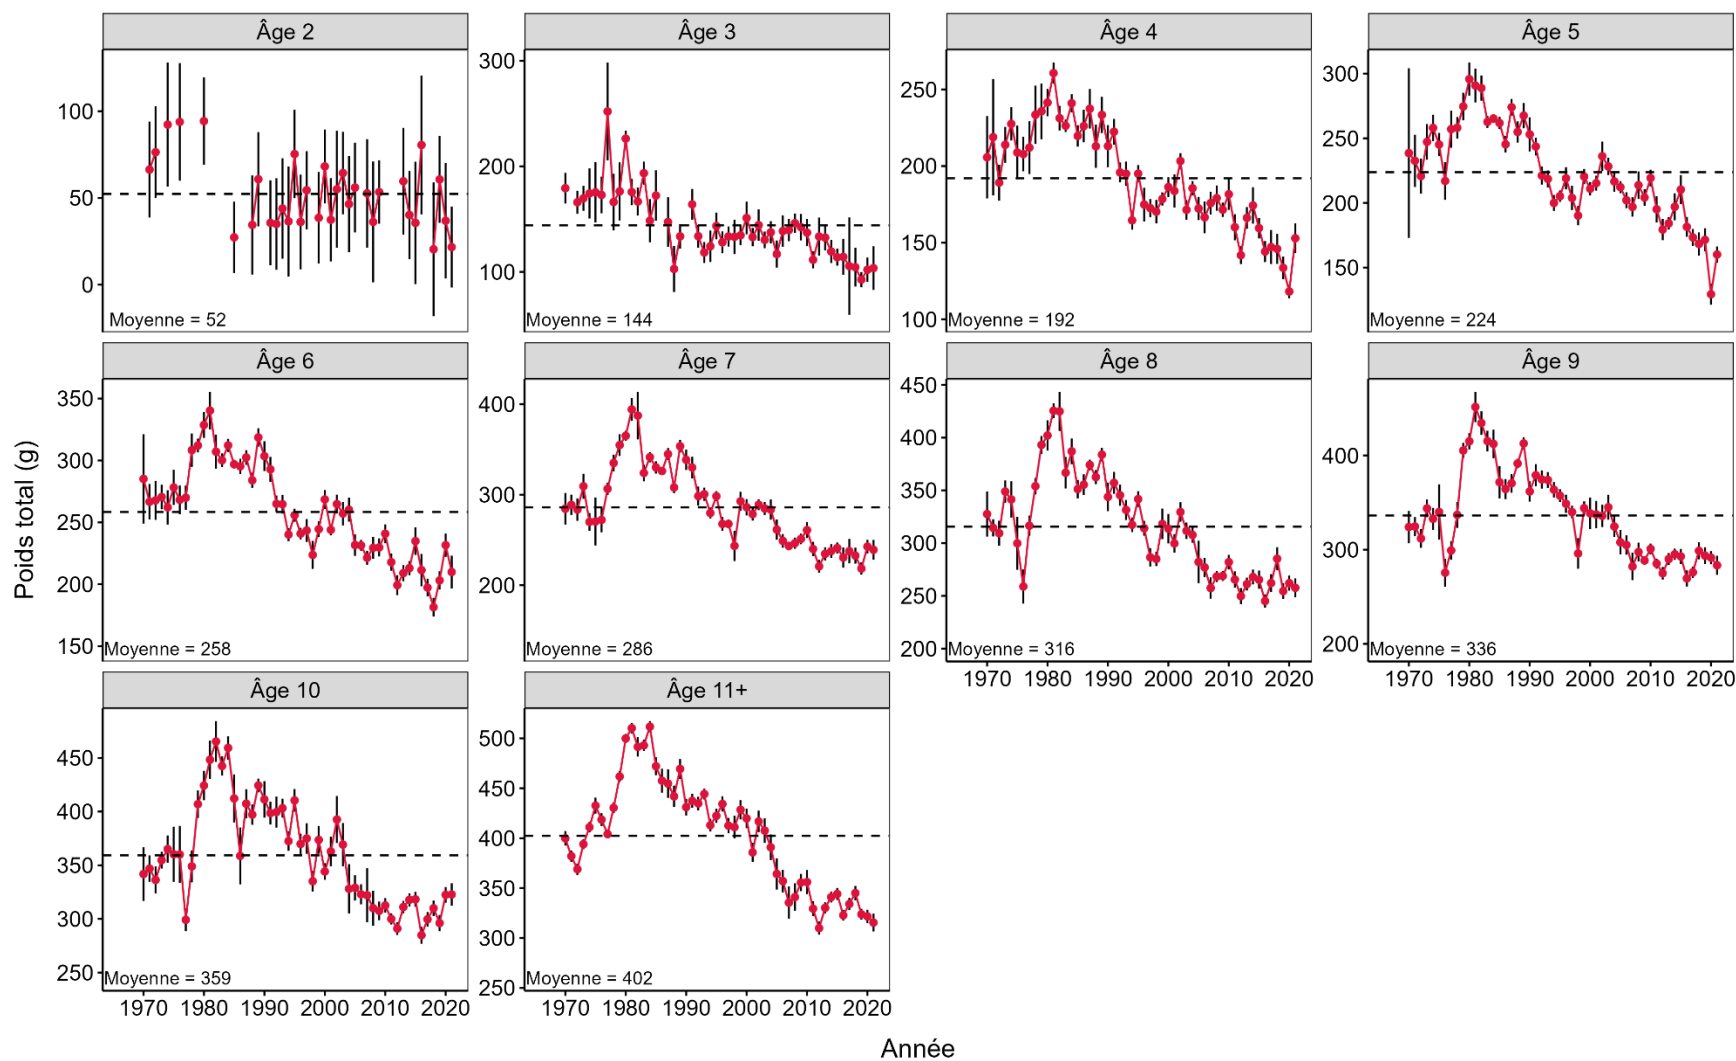 Âge 2
Âge 3
Âge 4
Âge 5
100
50
0
Moyenne = 52
300
200
100
Moyenne = 144
250
200
150
100
Moyenne = 192
300
250
200
150
Moyenne = 224
Âge 6
Âge 7
Âge 8
Âge 9
Poids total (g)
350
300
250
200
150
Moyenne = 258
400
300
200
Moyenne = 286
450
400
350
300
250
200
Moyenne = 316
1970 1980 1990 2000 2010 2020
400
300
200
Moyenne = 336
1970 1980 1990 2000 2010 2020
Âge 10
Âge 11+
450
400
350
300
250
Moyenne = 359
1970 1980 1990 2000 2010 2020
500
450
400
350
300
250
Moyenne = 402
1970 1980 1990 2000 2010 2020
Année